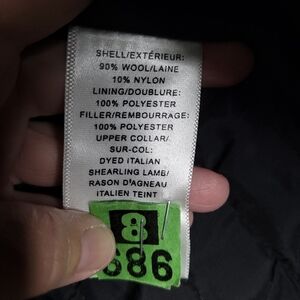 SHELL/EXTÉRIEUR:
90% WOOL/LAINE
10% NYLON
LINING/DOUBLURE:
100% POLYESTER
FILLER/REMBOURRAGE:
100% POLYESTER
UPPER COLLAR/
SUR-COL:
DYED ITALIAN
SHEARLING LAMB/
RASON D'AGNEAU
ITALIEN TEINT
8
686